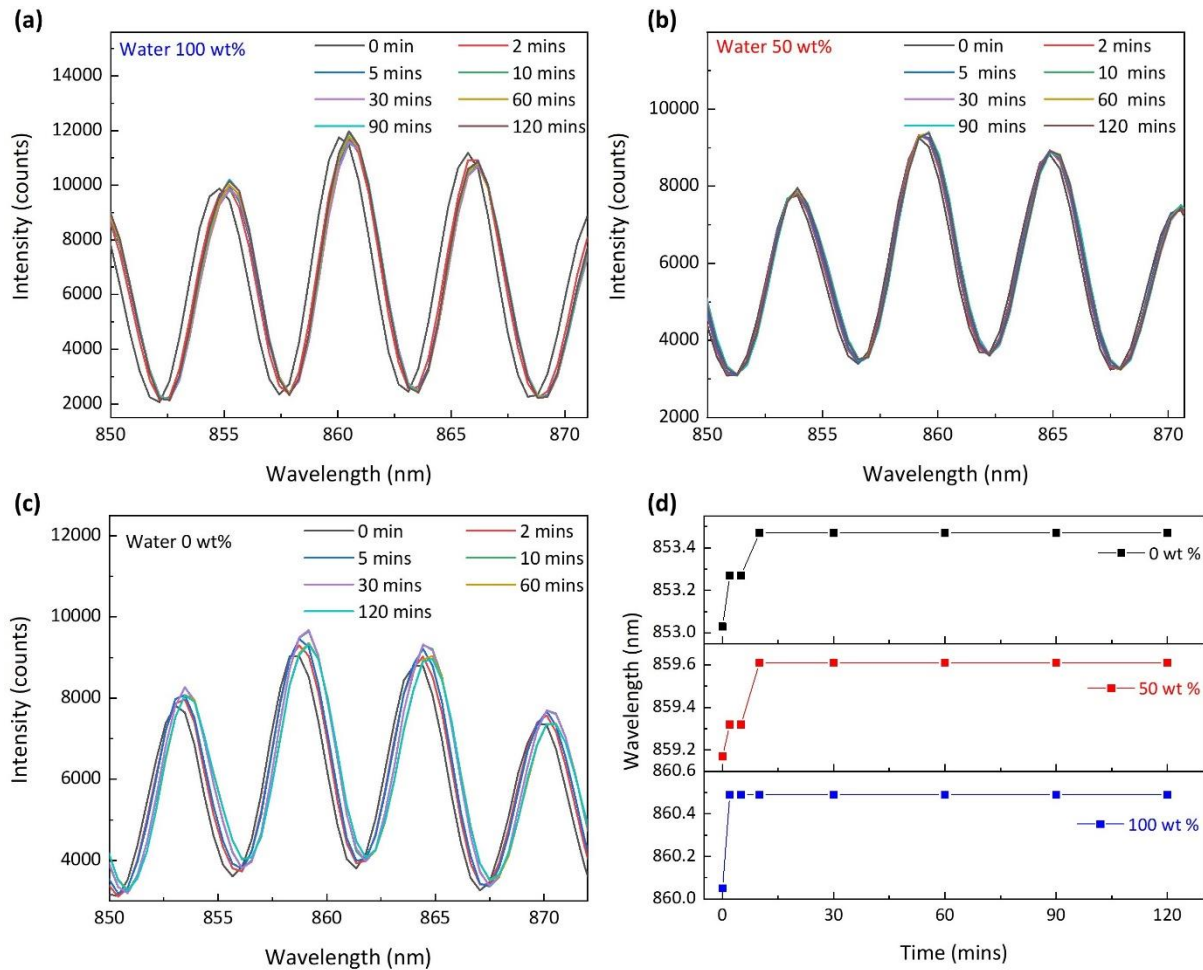 (a)
Water 100 wt%
0 min 2 mins
5 mins 10 mins
30 mins 60 mins
90 mins 120 mins
14000
12000
10000
8000
6000
4000
2000
Intensity (counts)
850 855 860 865 870
Wavelength (nm)
(b)
Water 50 wt%
0 min 2 mins
5 mins 10 mins
30 mins 60 mins
90 mins 120 mins
10000
8000
6000
4000
2000
Intensity (counts)
850 855 860 865 870
Wavelength (nm)
(c)
Water 0 wt%
0 min 2 mins
5 mins 10 mins
30 mins 60 mins
120 mins
12000
10000
8000
6000
4000
Intensity (counts)
850 855 860 865 870
Wavelength (nm)
(d)
853.4
853.2
853.0
0 wt %
859.6
859.4
859.2
50 wt %
860.6
860.4
860.2
860.0
100 wt %
Wavelength (nm)
0 30 60 90 120
Time (mins)